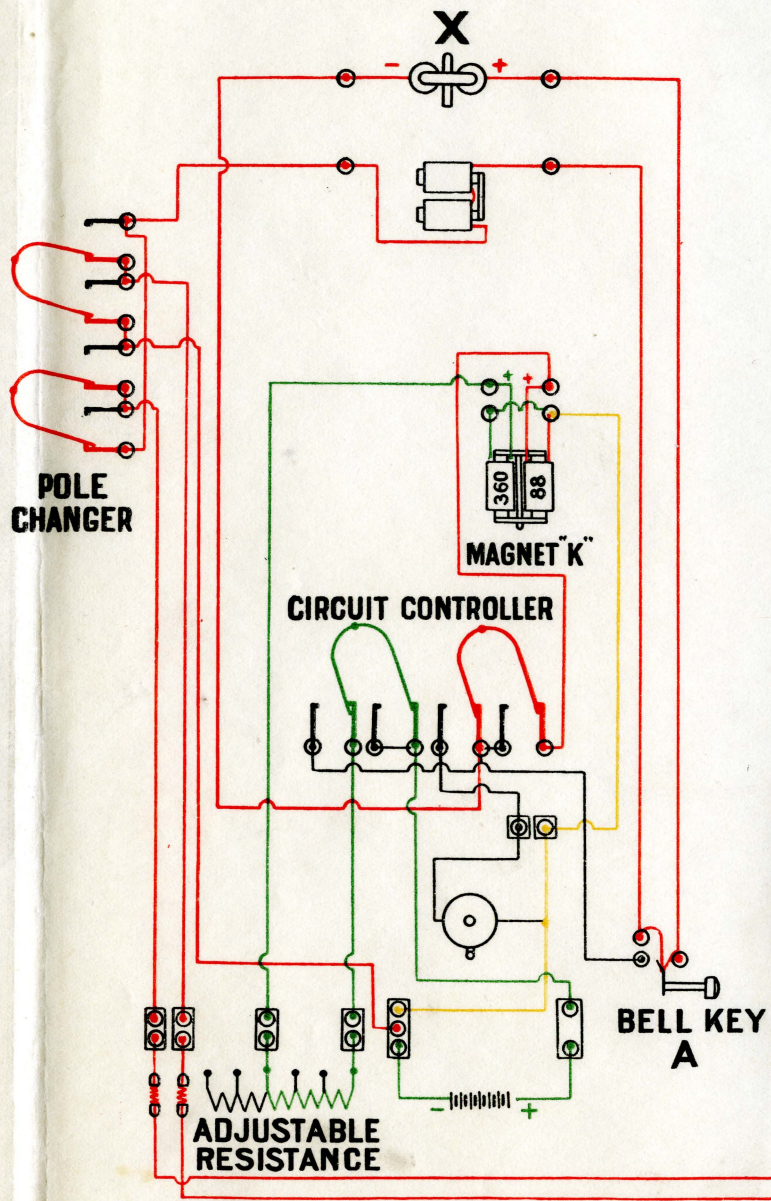 X
- +
POLE
CHANGER
+ +
360 88
MAGNET "K"
CIRCUIT CONTROLLER
BELL KEY
A
- +
ADJUSTABLE
RESISTANCE